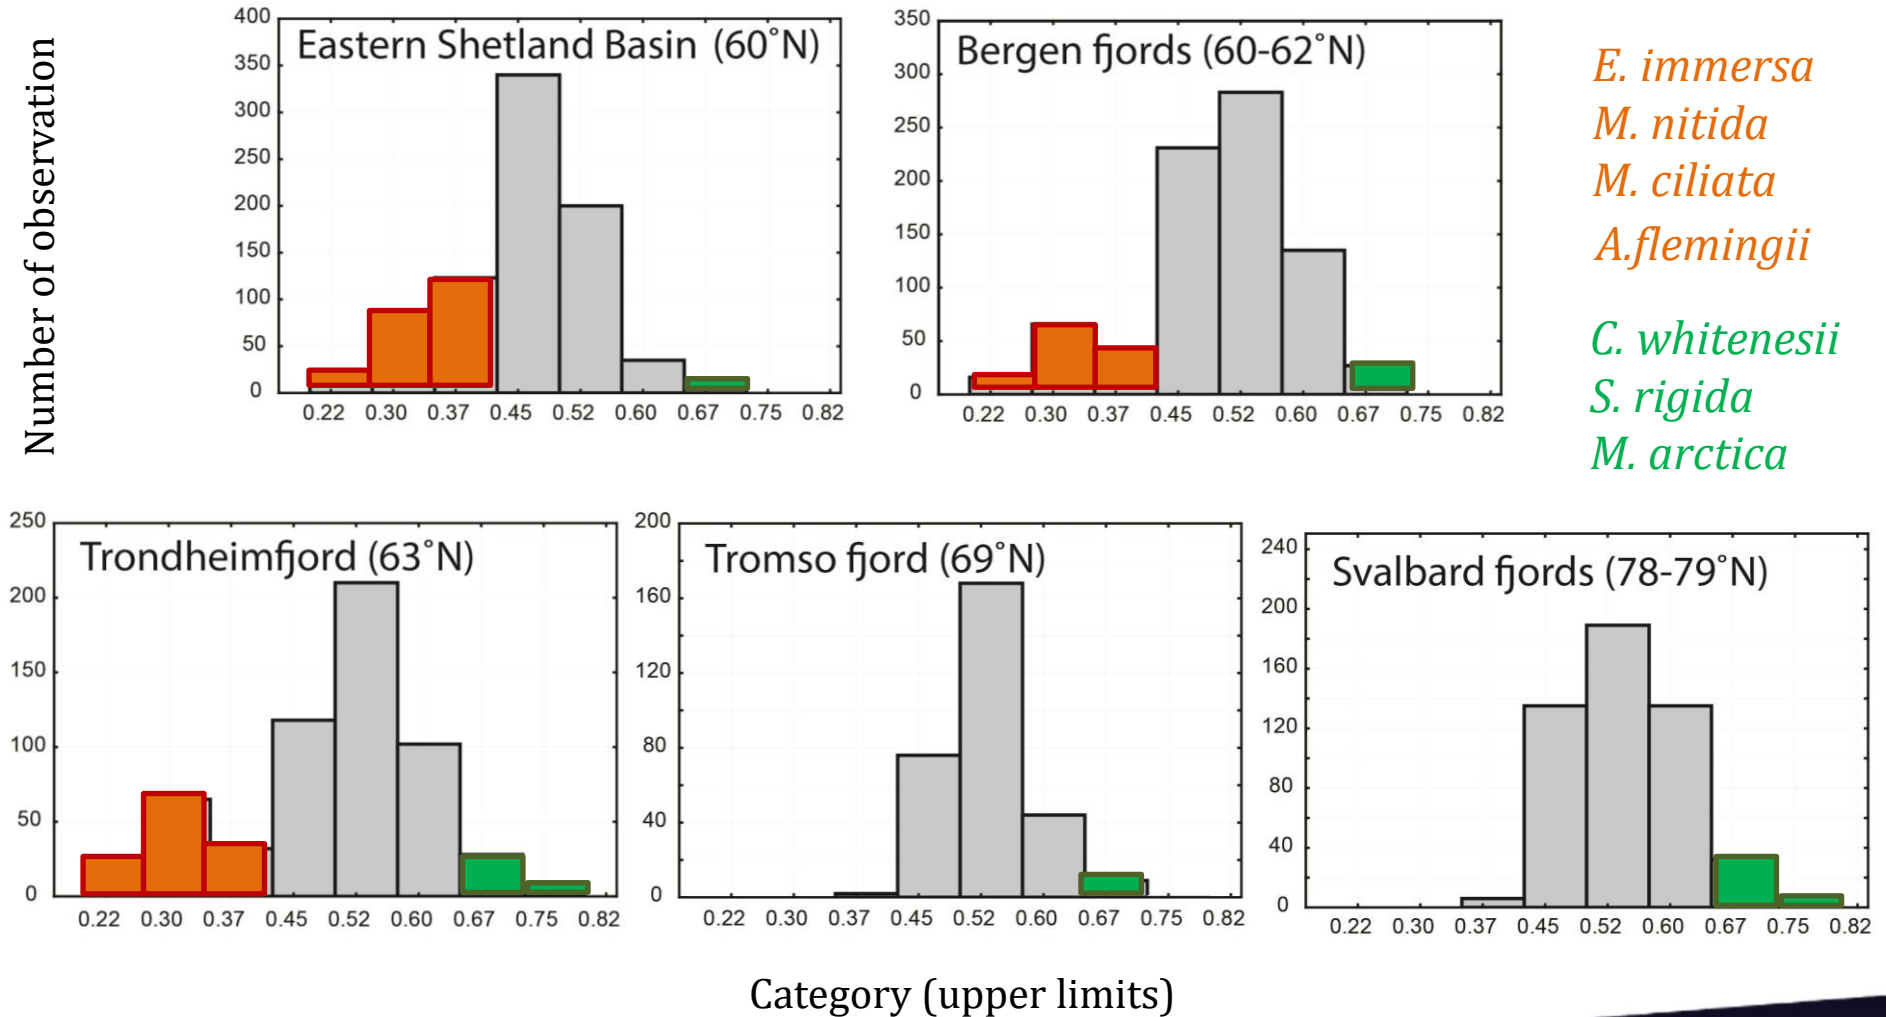 Number of observation
Eastern Shetland Basin (60˚N)
400
350
300
250
200
150
100
50
0
0.22 0.30 0.37 0.45 0.52 0.60 0.67 0.75 0.82
Bergen fjords (60-62˚N)
350
300
250
200
150
100
50
0
0.22 0.30 0.37 0.45 0.52 0.60 0.67 0.75 0.82
E. immersa
M. nitida
M. ciliata
A.flemingii
C. whitenesii
S. rigida
M. arctica
Trondheimfjord (63˚N)
250
200
150
100
50
0
0.22 0.30 0.37 0.45 0.52 0.60 0.67 0.75 0.82
Tromso fjord (69˚N)
200
160
120
80
40
0
0.22 0.30 0.37 0.45 0.52 0.60 0.67 0.75 0.82
Svalbard fjords (78-79˚N)
240
200
160
120
80
40
0
0.22 0.30 0.37 0.45 0.52 0.60 0.67 0.75 0.82
Category (upper limits)